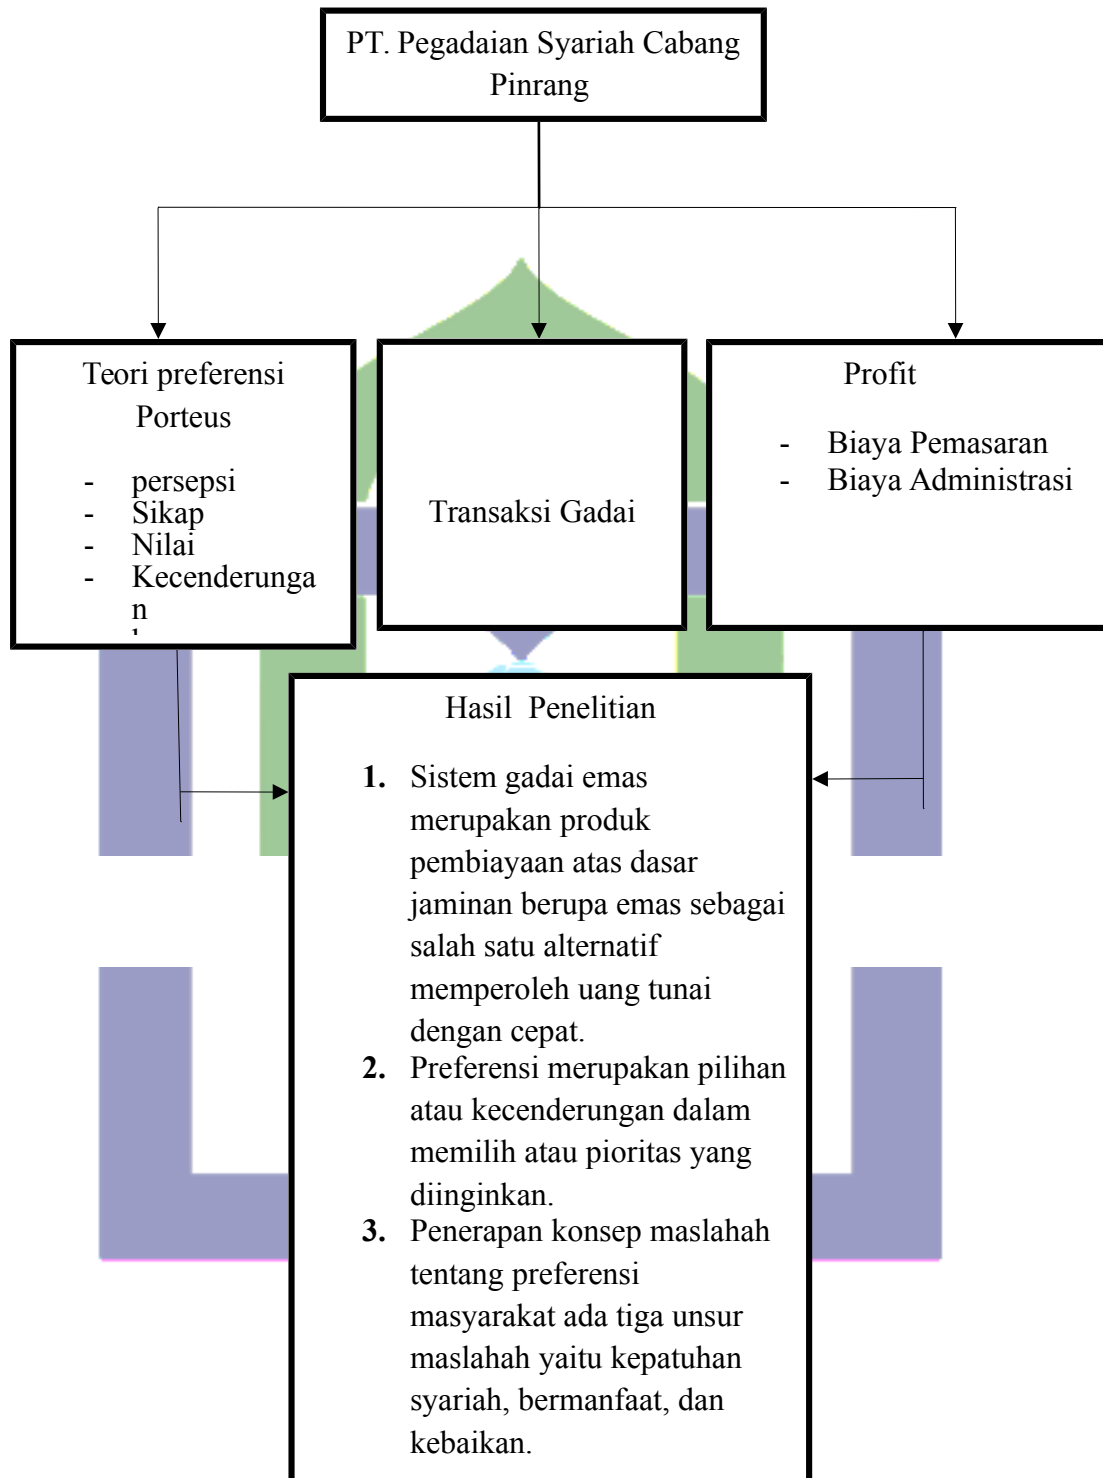 PT. Pegadaian Syariah Cabang
Pinrang
Teori preferensi
Porteus
- persepsi
- Sikap
- Nilai
- Kecenderunga
n
Transaksi Gadai
Profit
- Biaya Pemasaran
- Biaya Administrasi
Hasil Penelitian
1. Sistem gadai emas
merupakan produk
pembiayaan atas dasar
jaminan berupa emas sebagai
salah satu alternatif
memperoleh uang tunai
dengan cepat.
2. Preferensi merupakan pilihan
atau kecenderungan dalam
memilih atau pioritas yang
diinginkan.
3. Penerapan konsep maslahah
tentang preferensi
masyarakat ada tiga unsur
maslahah yaitu kepatuhan
syariah, bermanfaat, dan
kebaikan.